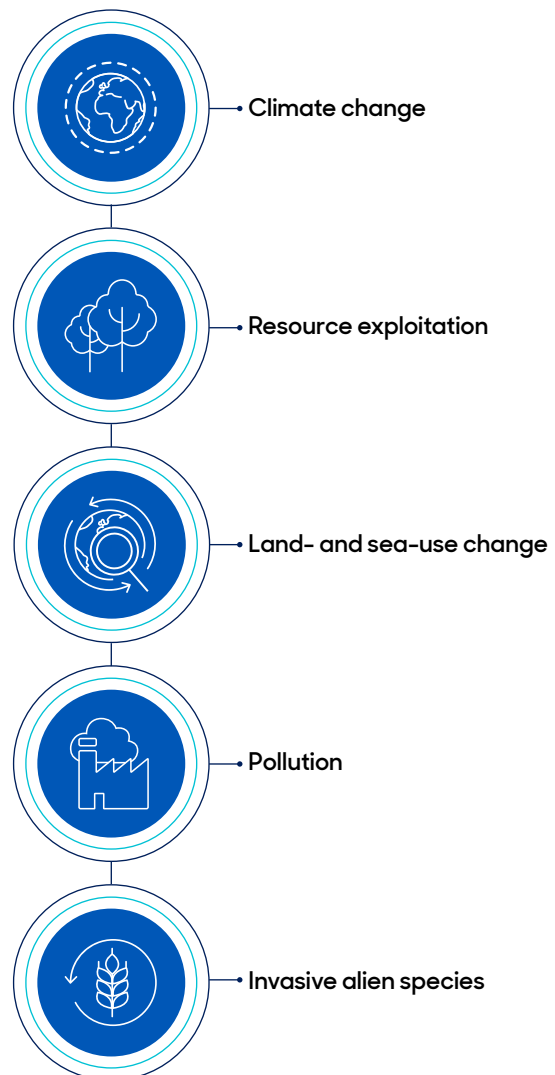 Climate change
Resource exploitation
Land- and sea-use change
Pollution
Invasive alien species